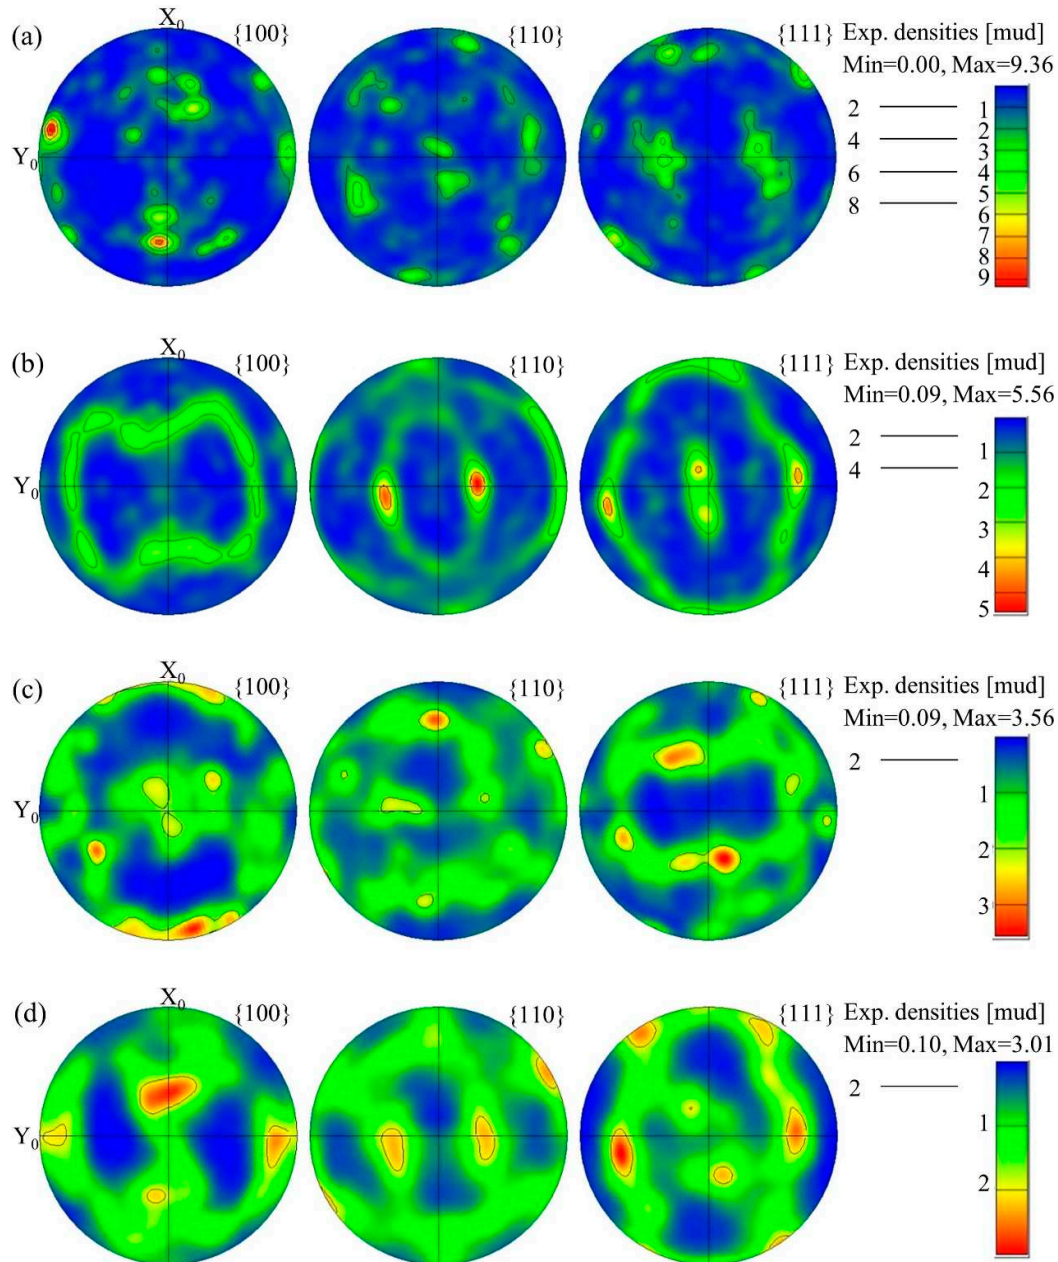 (a) X₀ {100} {110} {111} Exp. densities [mud]
Min=0.00, Max=9.36
2
4
6
8
1
2
3
4
5
6
7
8
9
Y₀
(b) X₀ {100} {110} {111} Exp. densities [mud]
Min=0.09, Max=5.56
2
4
1
2
3
4
5
Y₀
(c) X₀ {100} {110} {111} Exp. densities [mud]
Min=0.09, Max=3.56
2
1
2
3
Y₀
(d) X₀ {100} {110} {111} Exp. densities [mud]
Min=0.10, Max=3.01
2
1
2
Y₀